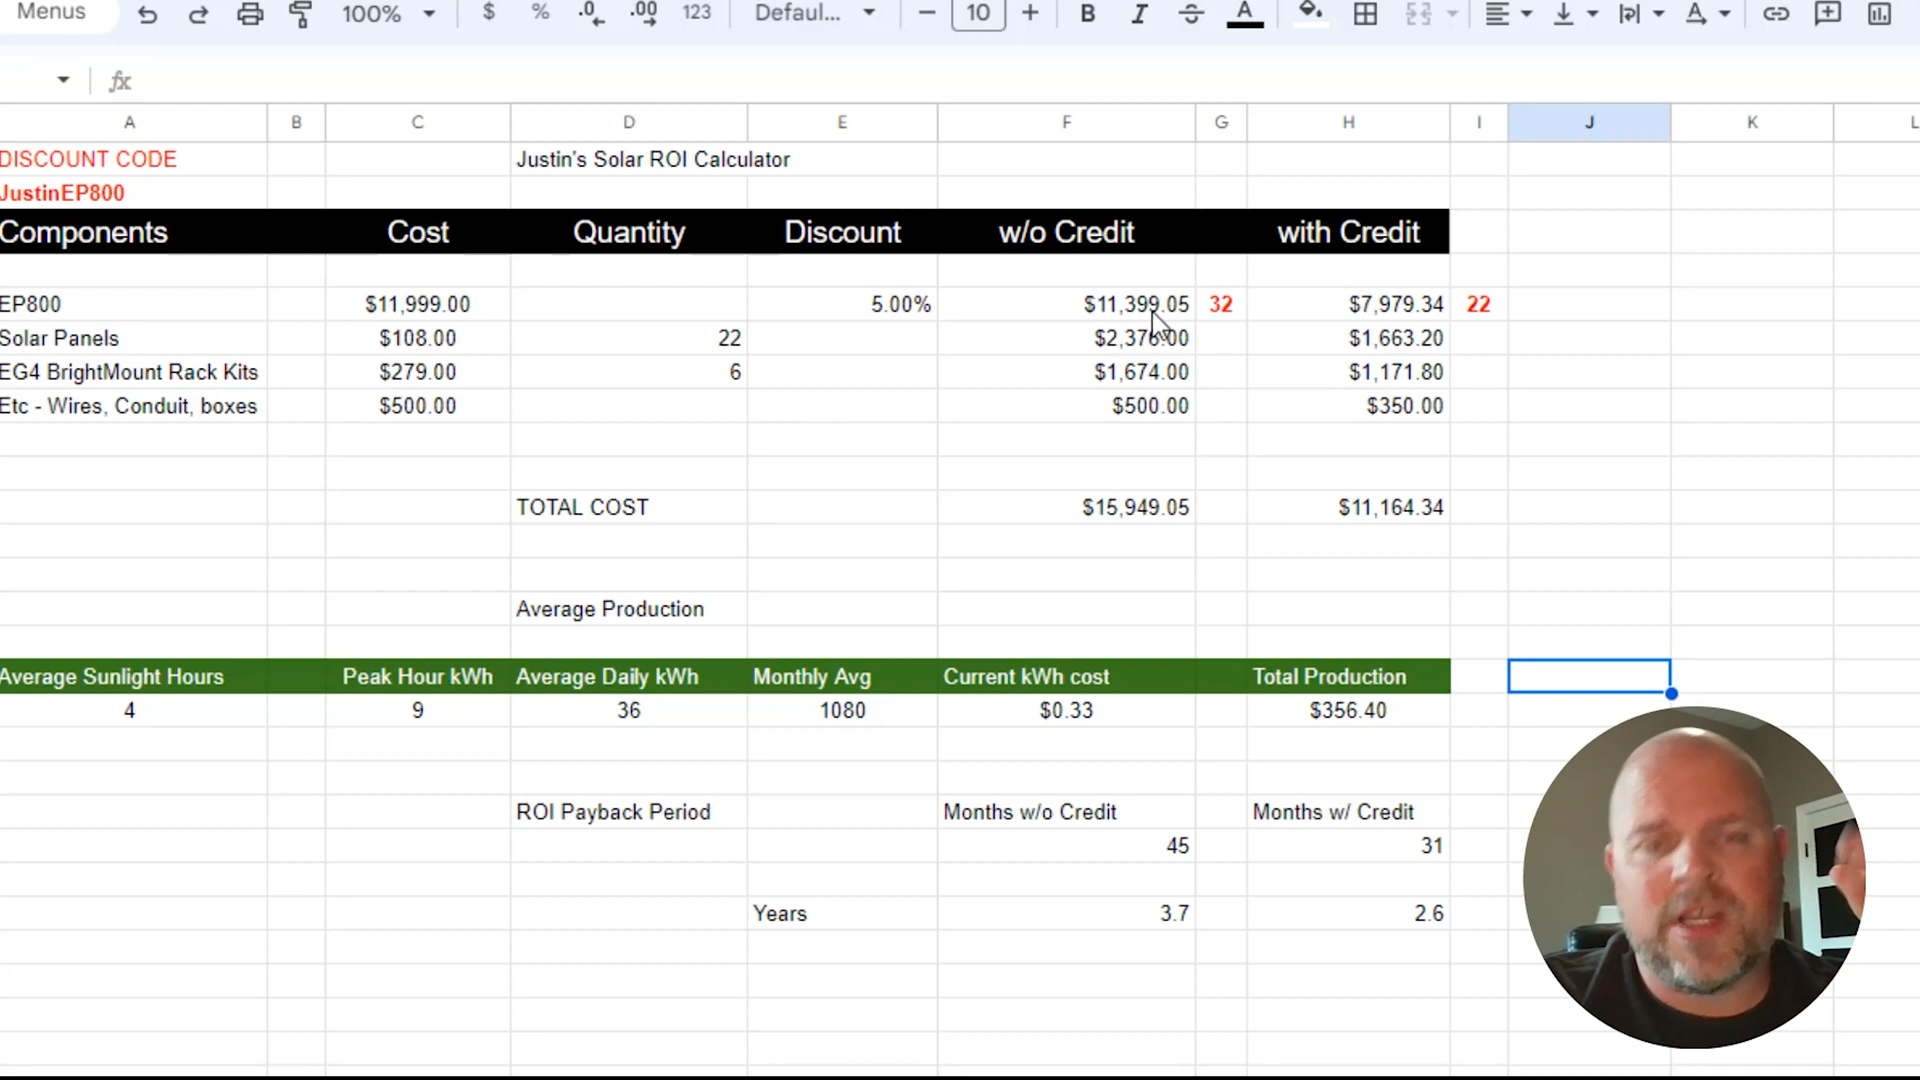 Menus 100% $ % .0 .00 123 Defaul... 10 B I S A
fx
A B C D E F G H I J K L
DISCOUNT CODE Justin's Solar ROI Calculator
JustinEP800
Components Cost Quantity Discount w/o Credit with Credit
EP800 $11,999.00 5.00% $11,399.05 32 $7,979.34 22
Solar Panels $108.00 22 $2,376.00 $1,663.20
EG4 BrightMount Rack Kits $279.00 6 $1,674.00 $1,171.80
Etc - Wires, Conduit, boxes $500.00 $500.00 $350.00
TOTAL COST $15,949.05 $11,164.34
Average Production
Average Sunlight Hours Peak Hour kWh Average Daily kWh Monthly Avg Current kWh cost Total Production
4 9 36 1080 $0.33 $356.40
ROI Payback Period Months w/o Credit Months w/ Credit
45 31
Years 3.7 2.6